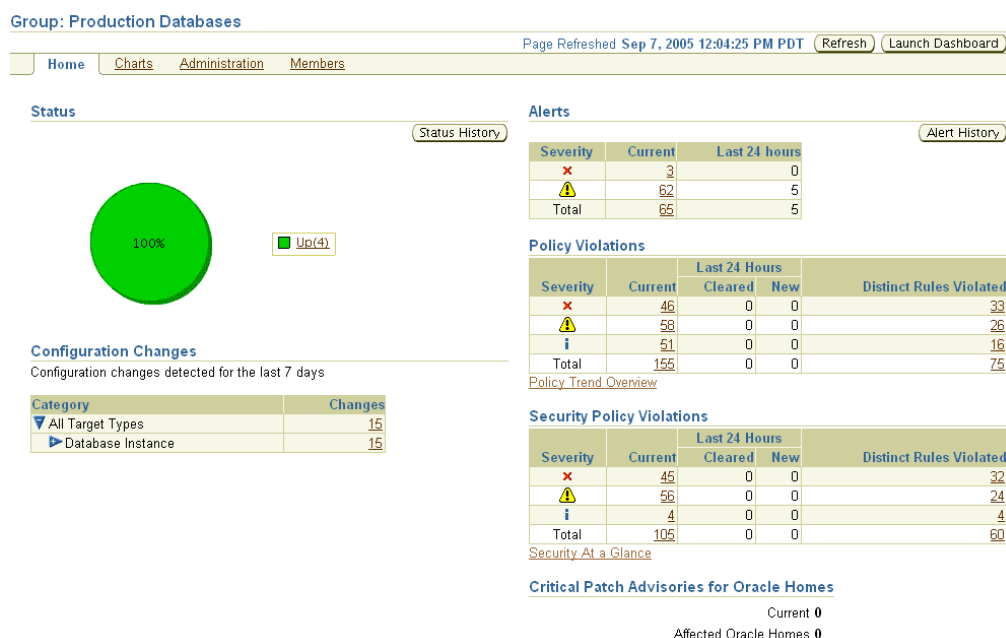 Group: Production Databases
Page Refreshed Sep 7, 2005 12:04:25 PM PDT Refresh Launch Dashboard
Home Charts Administration Members
Status
Status History
100%
Up(4)
Configuration Changes
Configuration changes detected for the last 7 days
Category Changes
All Target Types 15
Database Instance 15
Alerts
Alert History
Severity Current Last 24 hours
3 0
62 5
Total 65 5
Policy Violations
Last 24 Hours
Severity Current Cleared New Distinct Rules Violated
46 0 0 33
58 0 0 26
51 0 0 16
Total 155 0 0 75
Policy Trend Overview
Security Policy Violations
Last 24 Hours
Severity Current Cleared New Distinct Rules Violated
45 0 0 32
56 0 0 24
4 0 0 4
Total 105 0 0 60
Security At a Glance
Critical Patch Advisories for Oracle Homes
Current 0
Affected Oracle Homes 0